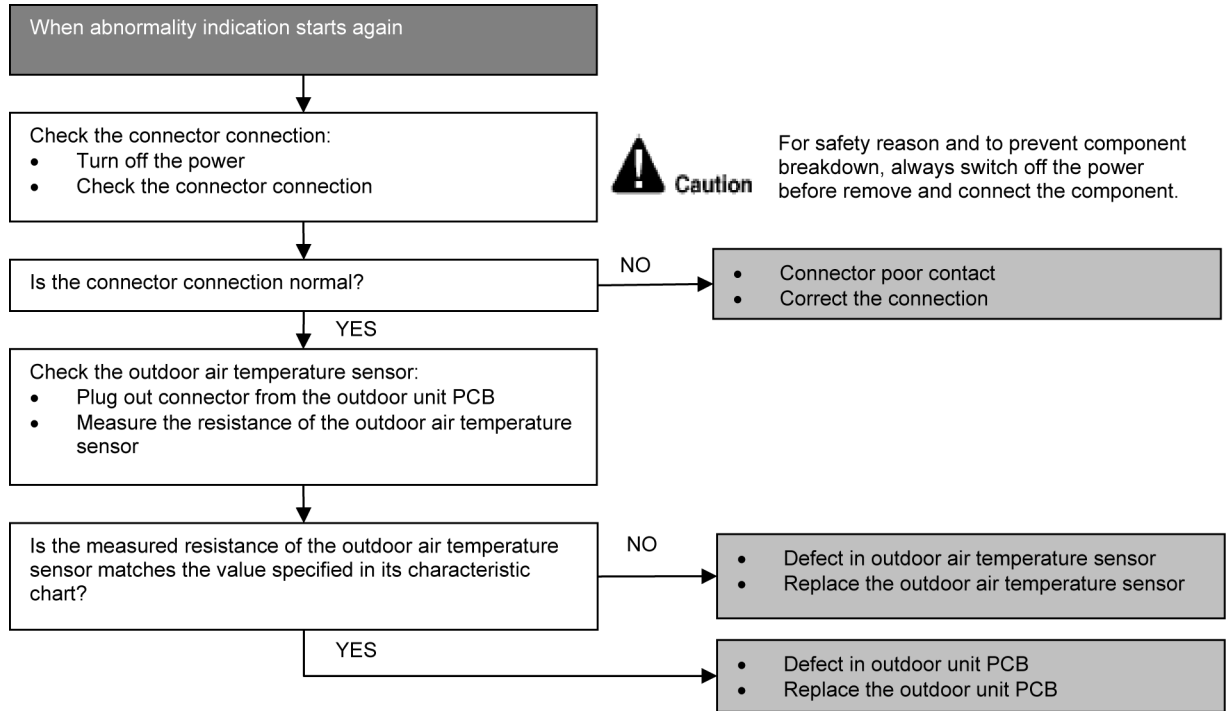 When abnormality indication starts again
Check the connector connection:
• Turn off the power
• Check the connector connection
Caution
For safety reason and to prevent component
breakdown, always switch off the power
before remove and connect the component.
Is the connector connection normal?
NO
• Connector poor contact
• Correct the connection
YES
Check the outdoor air temperature sensor:
• Plug out connector from the outdoor unit PCB
• Measure the resistance of the outdoor air temperature
sensor
Is the measured resistance of the outdoor air temperature
sensor matches the value specified in its characteristic
chart?
NO
• Defect in outdoor air temperature sensor
• Replace the outdoor air temperature sensor
YES
• Defect in outdoor unit PCB
• Replace the outdoor unit PCB